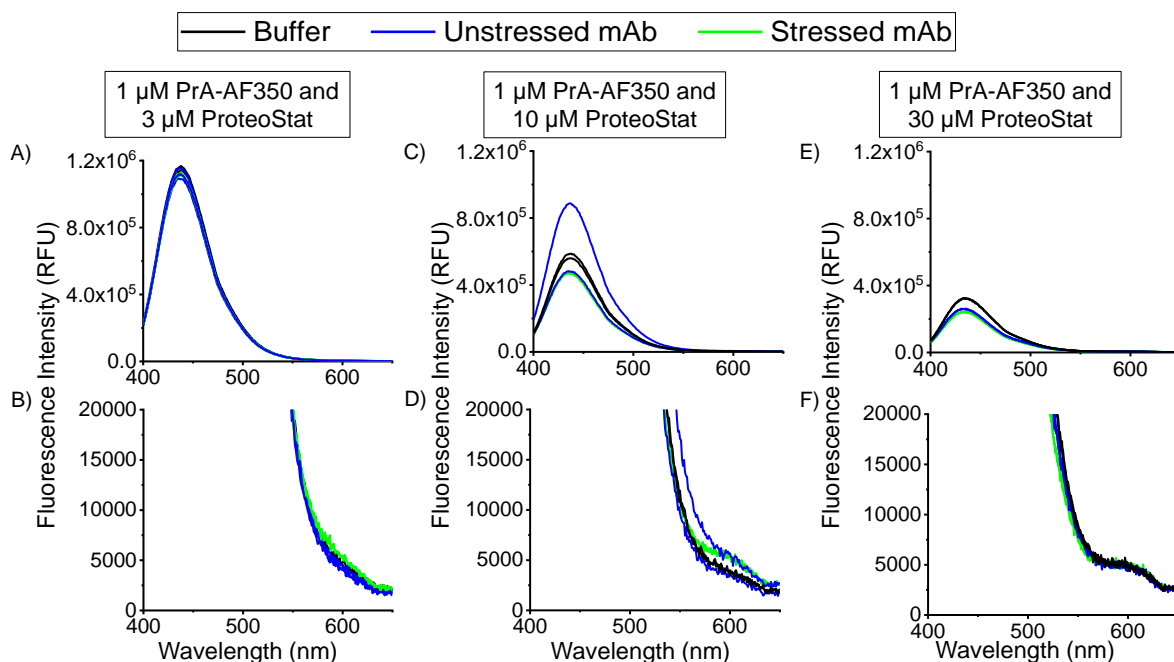 Buffer Unstressed mAb Stressed mAb
1 µM PrA-AF350 and
3 µM ProteoStat
1 µM PrA-AF350 and
10 µM ProteoStat
1 µM PrA-AF350 and
30 µM ProteoStat
A)
1.2x10⁶
8.0x10⁵
4.0x10⁵
0.0
400 500 600
C)
1.2x10⁶
8.0x10⁵
4.0x10⁵
0.0
400 500 600
E)
1.2x10⁶
8.0x10⁵
4.0x10⁵
0.0
400 500 600
Fluorescence Intensity (RFU)
Fluorescence Intensity (RFU)
Fluorescence Intensity (RFU)
B)
20000
15000
10000
5000
0
400 500 600
Wavelength (nm)
D)
20000
15000
10000
5000
0
400 500 600
Wavelength (nm)
F)
20000
15000
10000
5000
0
400 500 600
Wavelength (nm)